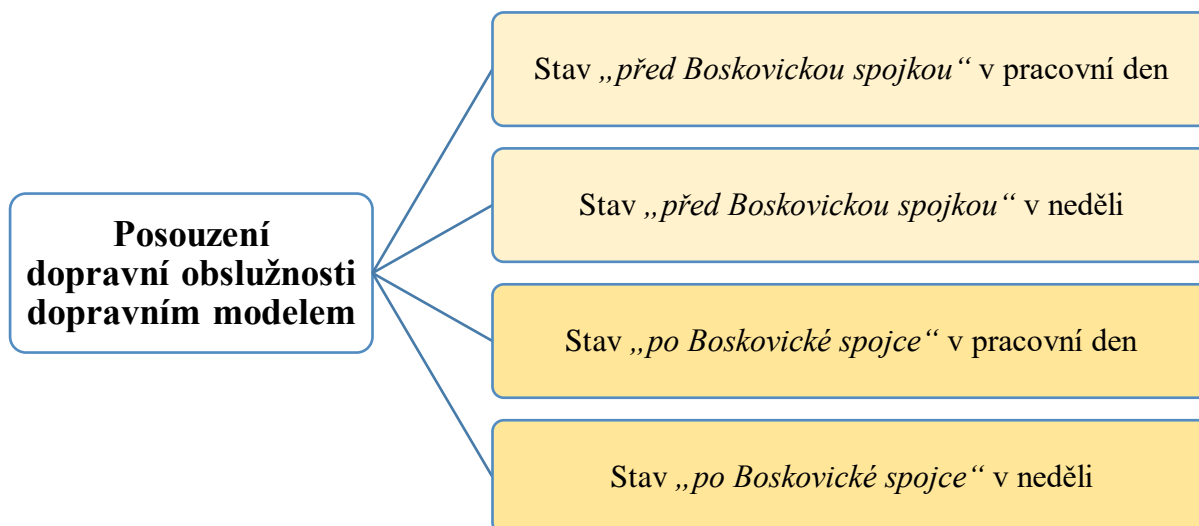 Stav „před Boskovickou spojkou“ v pracovní den
Stav „před Boskovickou spojkou“ v neděli
Posouzení
dopravní obslužnosti
dopravním modelem
Stav „po Boskovické spojce“ v pracovní den
Stav „po Boskovické spojce“ v neděli